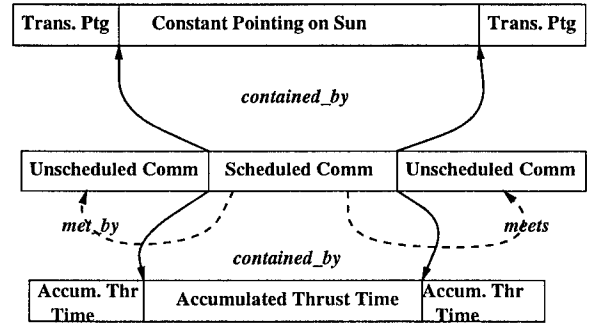 Trans. Ptg Constant Pointing on Sun Trans. Ptg
contained_by
Unscheduled Comm Scheduled Comm Unscheduled Comm
met_by meets
contained_by
Accum. Thr Accumulated Thrust Time Accum. Thr
Time Time